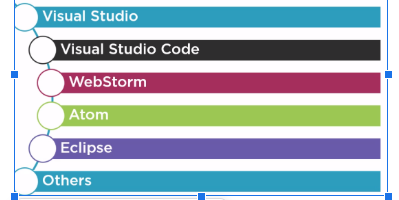 Visual Studio
Visual Studio Code
WebStorm
Atom
Eclipse
Others